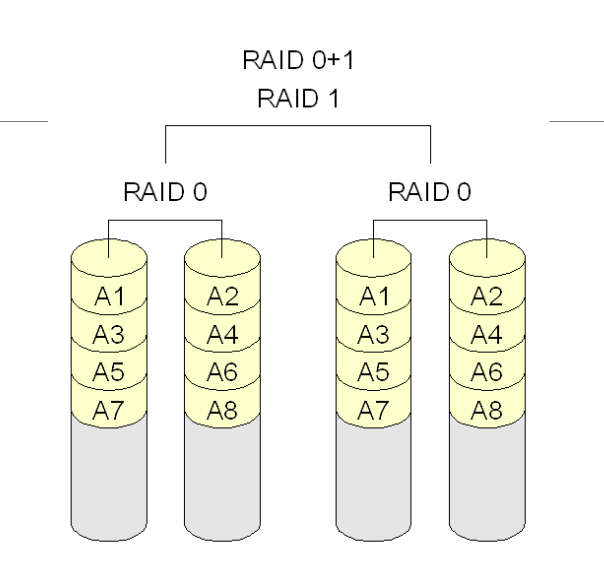 RAID 0+1
RAID 1
RAID 0 RAID 0
A1 A2 A1 A2
A3 A4 A3 A4
A5 A6 A5 A6
A7 A8 A7 A8